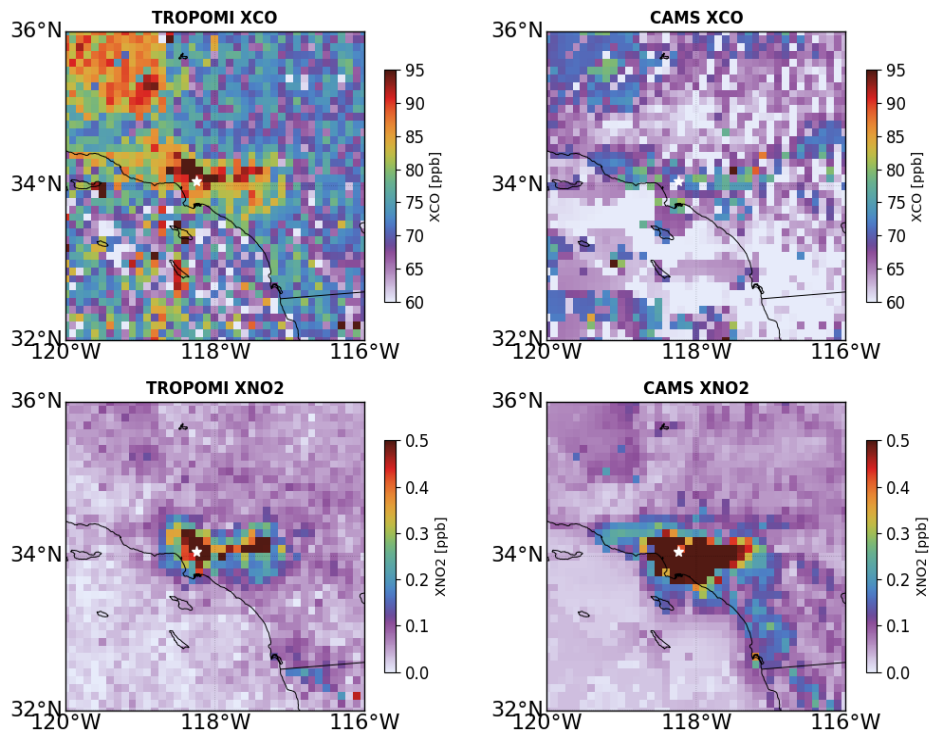 TROPOMI XCO
CAMS XCO
36°N
34°N
32°N
120°W
118°W
116°W
95
90
85
80
75
70
65
60
XCO [ppb]
36°N
34°N
32°N
120°W
118°W
116°W
95
90
85
80
75
70
65
60
XCO [ppb]
TROPOMI XNO2
CAMS XNO2
36°N
34°N
32°N
120°W
118°W
116°W
0.5
0.4
0.3
0.2
0.1
0.0
XNO2 [ppb]
36°N
34°N
32°N
120°W
118°W
116°W
0.5
0.4
0.3
0.2
0.1
0.0
XNO2 [ppb]